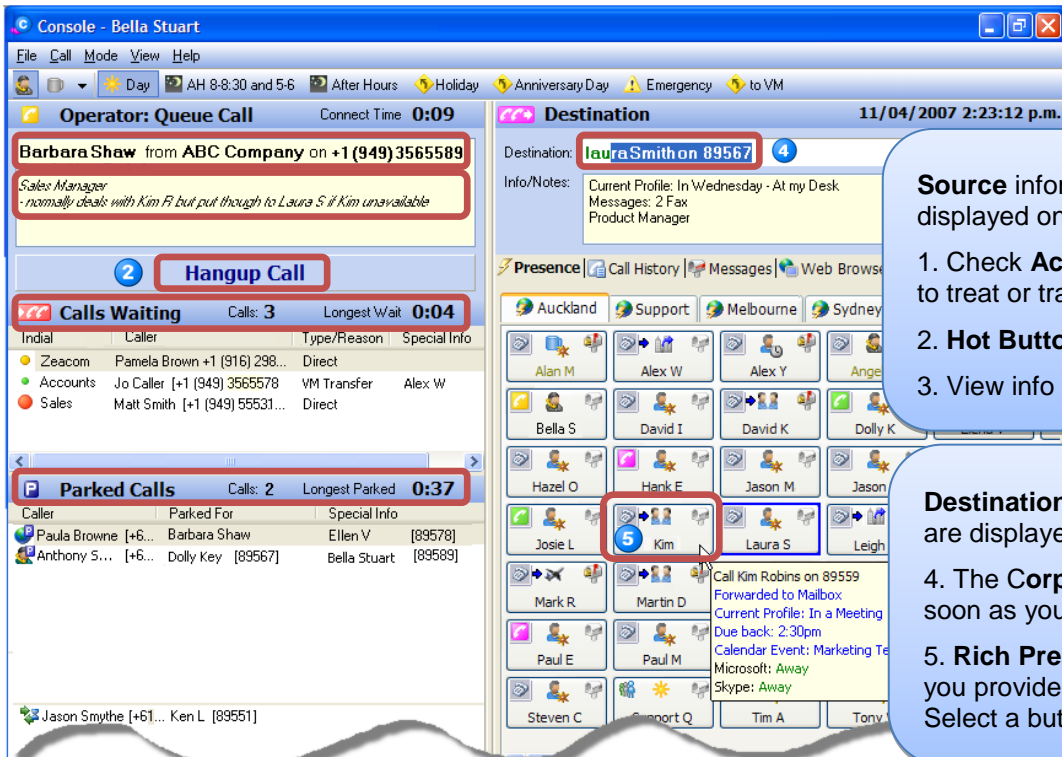 Console - Bella Stuart
File Call Mode View Help
Day AH 8-8:30 and 5-6 After Hours Holiday Anniversary Day Emergency to VM
Operator: Queue Call Connect Time 0:09
Barbara Shaw from ABC Company on +1 (949) 3565589
Sales Manager
- normally deals with Kim R but put though to Laura S if Kim unavailable
2 Hangup Call
Calls Waiting Calls: 3 Longest Wait 0:04
Indial Caller Type/Reason Special Info
Zeacom Pamela Brown +1 (916) 298... Direct
Accounts Jo Caller [+1 (949) 3565578 VM Transfer Alex W
Sales Matt Smith [+1 (949) 55531... Direct
P Parked Calls Calls: 2 Longest Parked 0:37
Caller Parked For Special Info
Paula Browne [+6... Barbara Shaw Ellen V [89578]
Anthony S... [+6... Dolly Key [89567] Bella Stuart [89589]
Jason Smythe [+61... Ken L [89551]
Destination 11/04/2007 2:23:12 p.m.
Destination: laura Smith on 89567 4
Info/Notes: Current Profile: In Wednesday - At my Desk
Messages: 2 Fax
Product Manager
Presence Call History Messages Web Browse
Auckland Support Melbourne Sydney
Alan M Alex W Alex Y Ange
Bella S David I David K Dolly K
Hazel O Hank E Jason M Jason
Josie L 5 Kim Laura S Leigh
Mark R Martin D
Paul E Paul M
Steven C Support Q Tim A Tony
Call Kim Robins on 89559
Forwarded to Mailbox
Current Profile: In a Meeting
Due back: 2:30pm
Calendar Event: Marketing Te
Microsoft: Away
Skype: Away
Source infor
displayed on
1. Check Ac
to treat or tra
2. Hot Butto
3. View info
Destination
are displaye
4. The Corp
soon as you
5. Rich Pre
you provide
Select a but